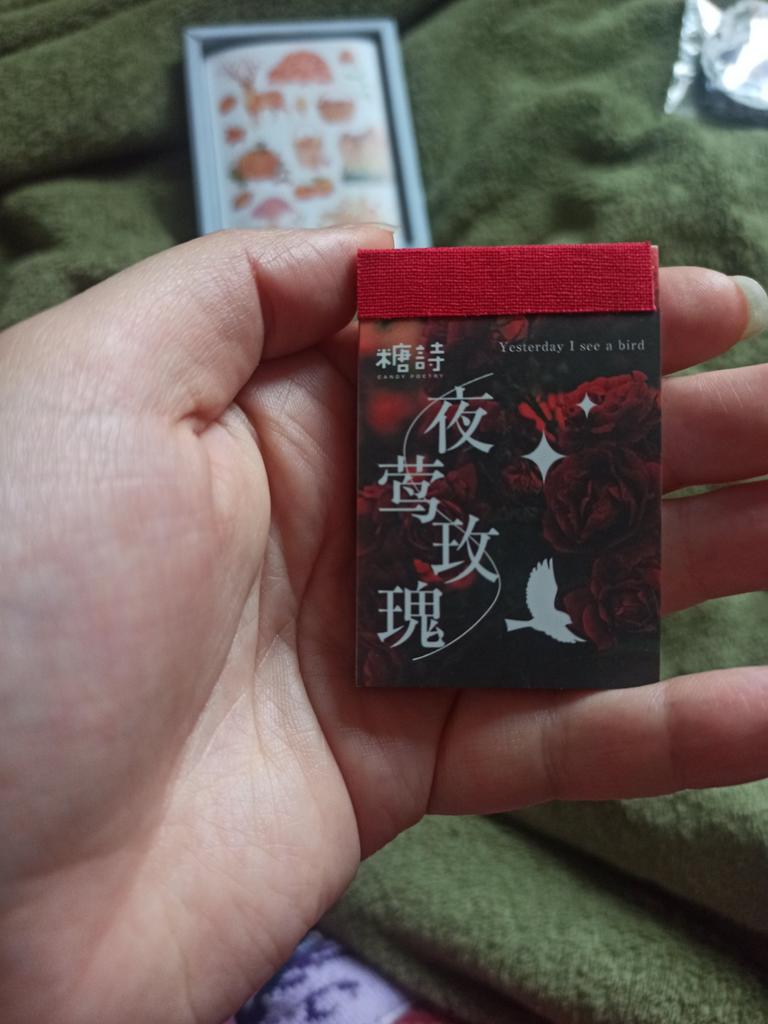 糖詩
CANDY POETRY
Yesterday I see a bird
夜莺玫瑰